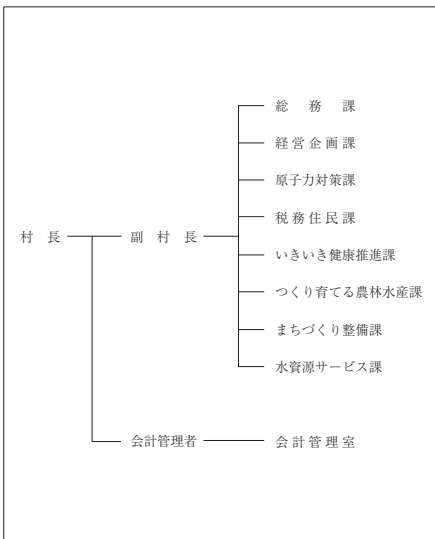 総務課
経営企画課
原子力対策課
税務住民課
村長 副村長
いきいき健康推進課
つくり育てる農林水産課
まちづくり整備課
水資源サービス課
会計管理者 会計管理室